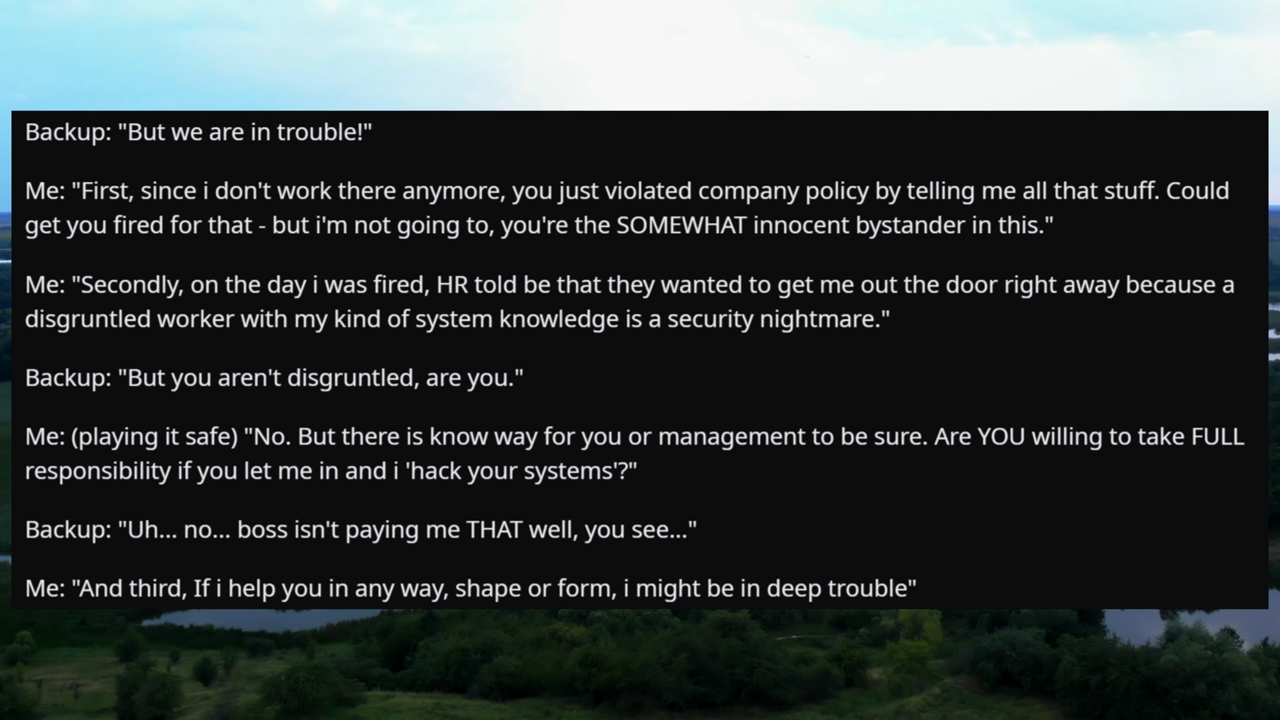 Backup: "But we are in trouble!"
Me: "First, since i don't work there anymore, you just violated company policy by telling me all that stuff. Could
get you fired for that - but i'm not going to, you're the SOMEWHAT innocent bystander in this."
Me: "Secondly, on the day i was fired, HR told be that they wanted to get me out the door right away because a
disgruntled worker with my kind of system knowledge is a security nightmare."
Backup: "But you aren't disgruntled, are you."
Me: (playing it safe) "No. But there is know way for you or management to be sure. Are YOU willing to take FULL
responsibility if you let me in and i 'hack your systems'?"
Backup: "Uh... no... boss isn't paying me THAT well, you see..."
Me: "And third, If i help you in any way, shape or form, i might be in deep trouble"